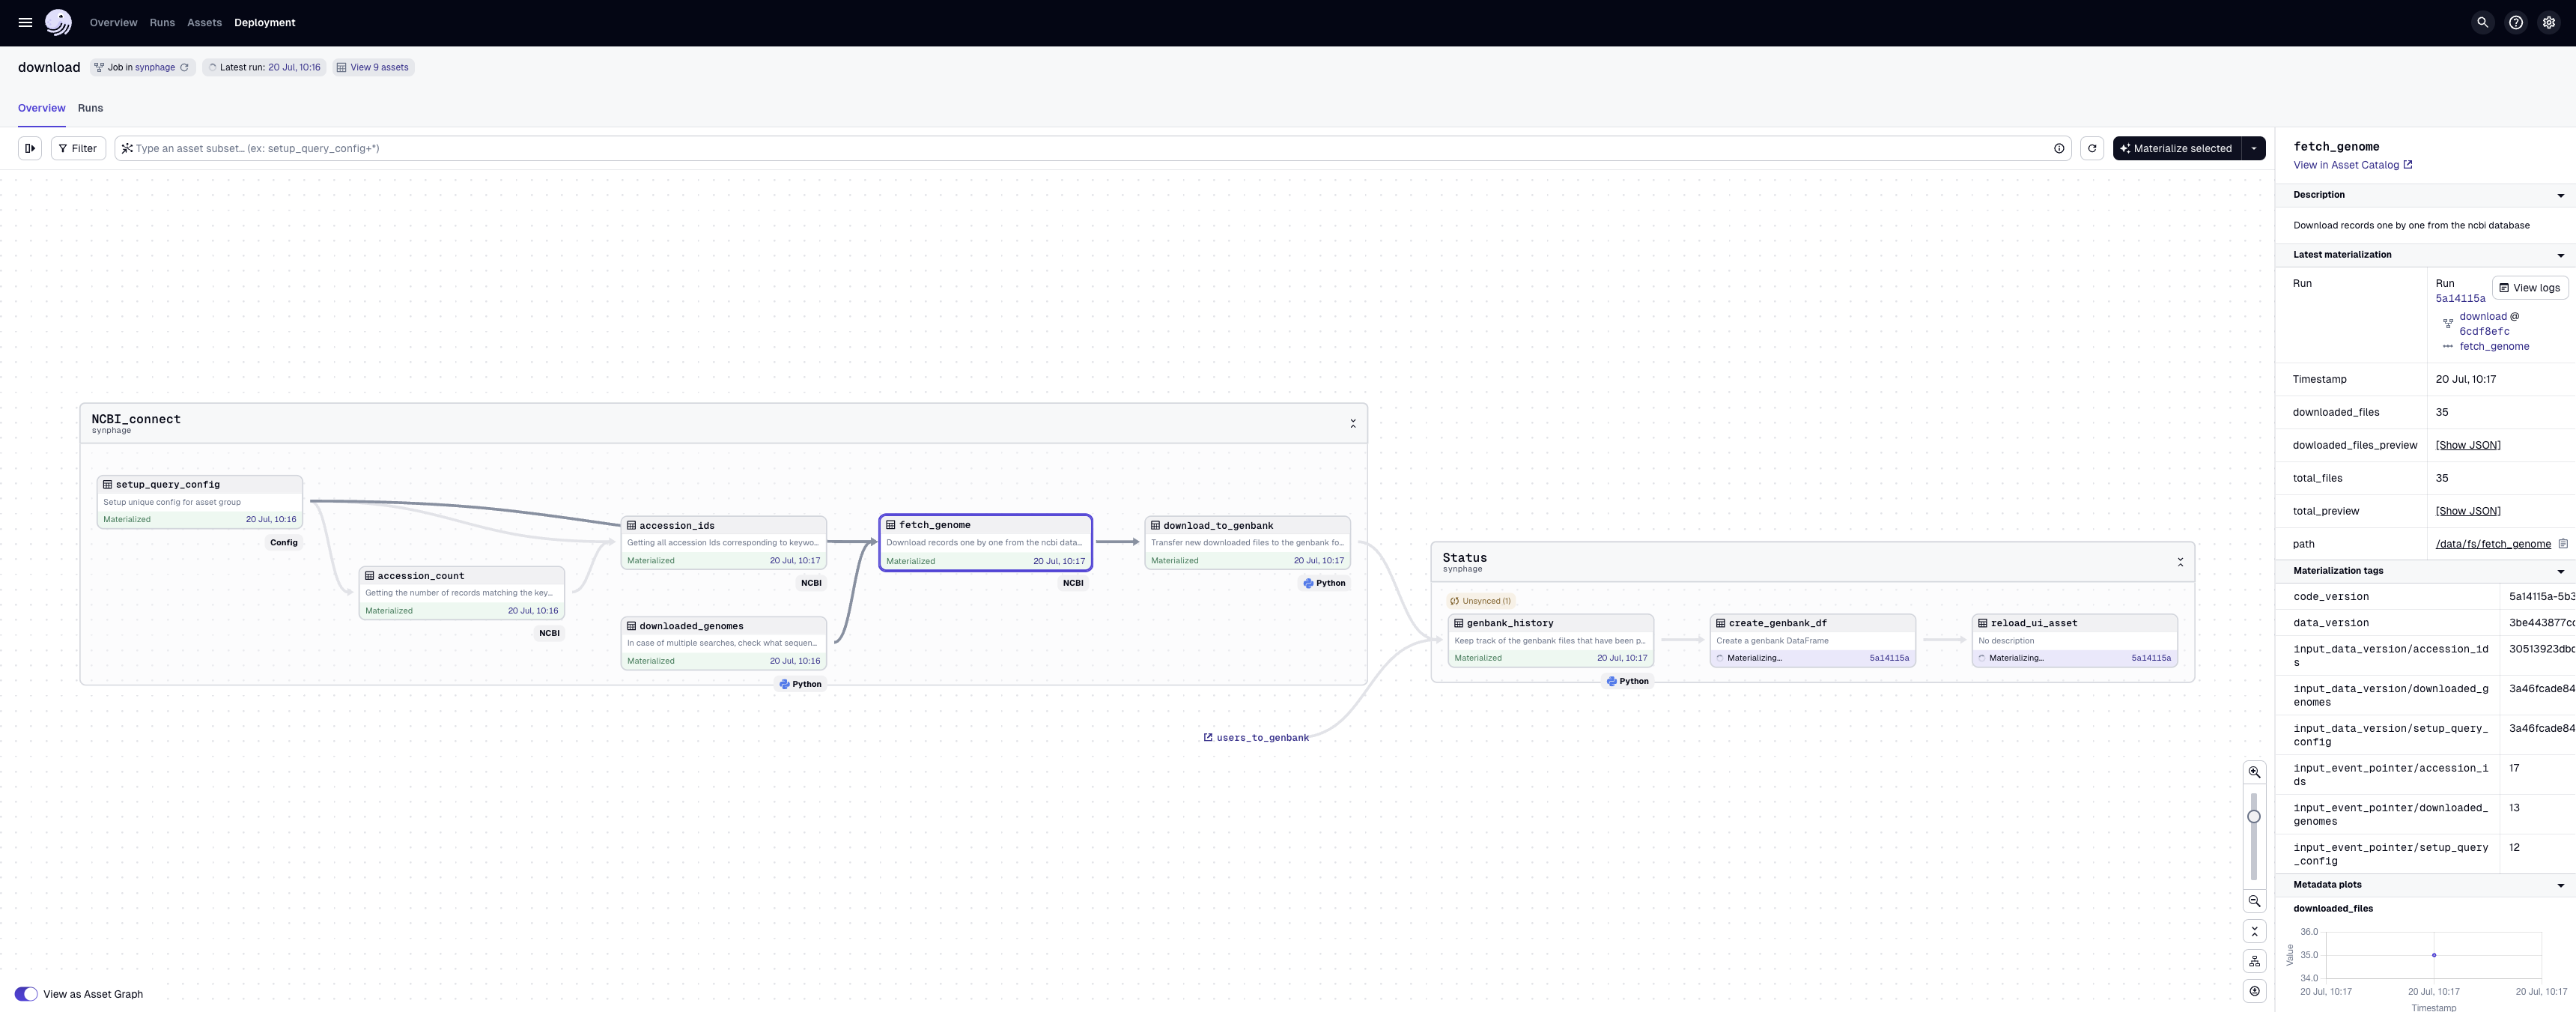 Overview Runs Assets Deployment
download Job in synphage Latest run: 20 Jul, 10:16 View 9 assets
Overview Runs
Filter Type an asset subset… (ex: setup_query_config+*) Materialize selected
NCBI_connect
synphage
setup_query_config
Setup unique config for asset group
Materialized 20 Jul, 10:16
Config
accession_count
Getting the number of records matching the key…
Materialized 20 Jul, 10:16
NCBI
accession_ids
Getting all accession Ids corresponding to keywo…
Materialized 20 Jul, 10:17
NCBI
downloaded_genomes
In case of multiple searches, check what sequen…
Materialized 20 Jul, 10:16
Python
fetch_genome
Download records one by one from the ncbi data…
Materialized 20 Jul, 10:17
NCBI
download_to_genbank
Transfer new downloaded files to the genbank fo…
Materialized 20 Jul, 10:17
Python
users_to_genbank
Status
synphage
Unsynced (1)
genbank_history
Keep track of the genbank files that have been p…
Materialized 20 Jul, 10:17
Python
create_genbank_df
Create a genbank DataFrame
Materializing… 5a14115a
reload_ui_asset
No description
Materializing… 5a14115a
View as Asset Graph
fetch_genome
View in Asset Catalog
Description
Download records one by one from the ncbi database
Latest materialization
Run Run
5a14115a View logs
download @
6cdf8efc
fetch_genome
Timestamp 20 Jul, 10:17
downloaded_files 35
dowloaded_files_preview [Show JSON]
total_files 35
total_preview [Show JSON]
path /data/fs/fetch_genome
Materialization tags
code_version 5a14115a-5b3
data_version 3be443877cc
input_data_version/accession_id
s 30513923dbc
input_data_version/downloaded_g
enomes 3a46fcade84
input_data_version/setup_query_
config 3a46fcade84
input_event_pointer/accession_i
ds 17
input_event_pointer/downloaded_
genomes 13
input_event_pointer/setup_query
_config 12
Metadata plots
downloaded_files
36.0
35.0
34.0
Value
20 Jul, 10:17 20 Jul, 10:17 20 Jul, 10:17
Timestamp